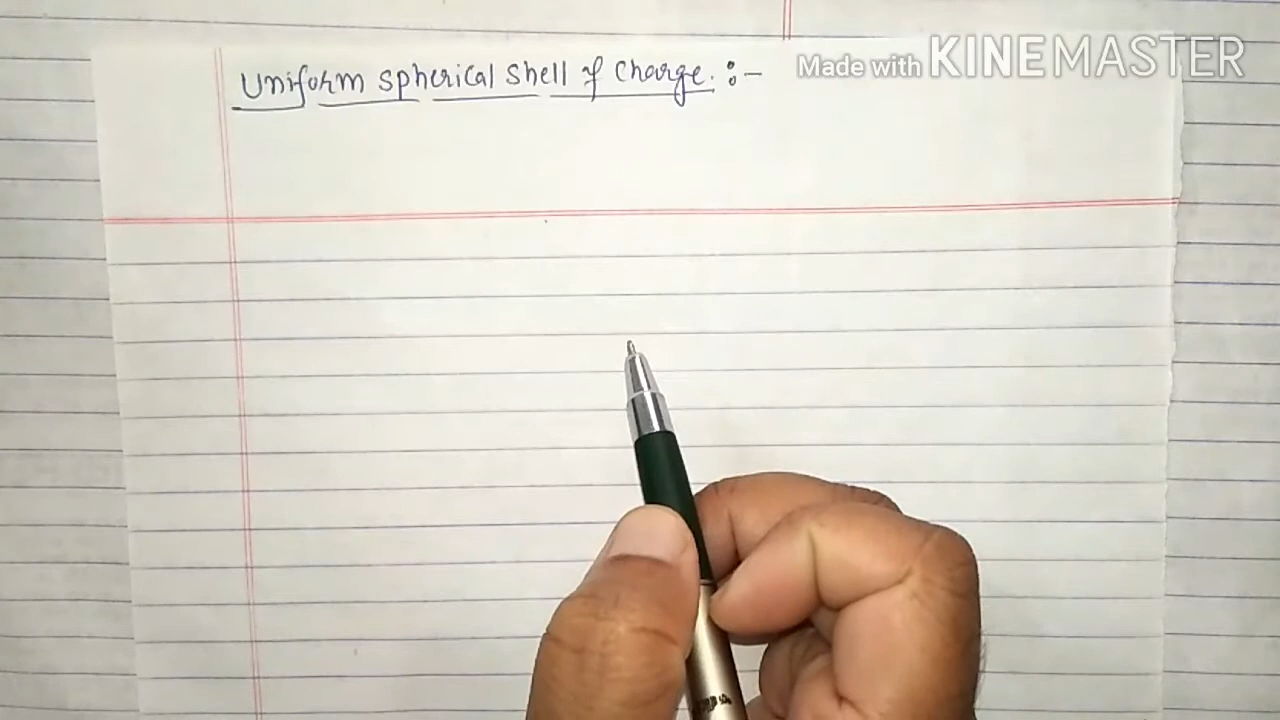 Uniform spherical shell of charge. :-
Made with KINEMASTER